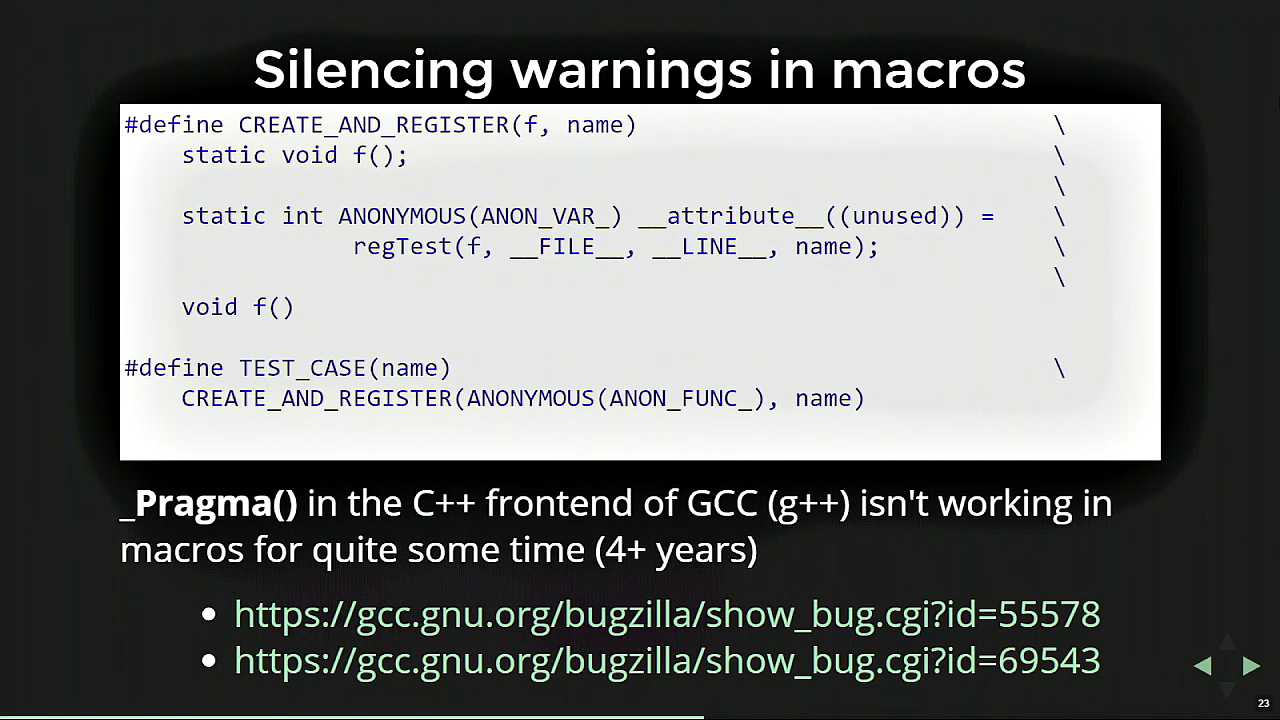 Silencing warnings in macros
#define CREATE_AND_REGISTER(f, name) \
    static void f(); \
\
    static int ANONYMOUS(ANON_VAR_) __attribute__((unused)) = \
                regTest(f, __FILE__, __LINE__, name); \
\
    void f()
#define TEST_CASE(name) \
    CREATE_AND_REGISTER(ANONYMOUS(ANON_FUNC_), name)
_Pragma() in the C++ frontend of GCC (g++) isn't working in
macros for quite some time (4+ years)
• https://gcc.gnu.org/bugzilla/show_bug.cgi?id=55578
• https://gcc.gnu.org/bugzilla/show_bug.cgi?id=69543
23